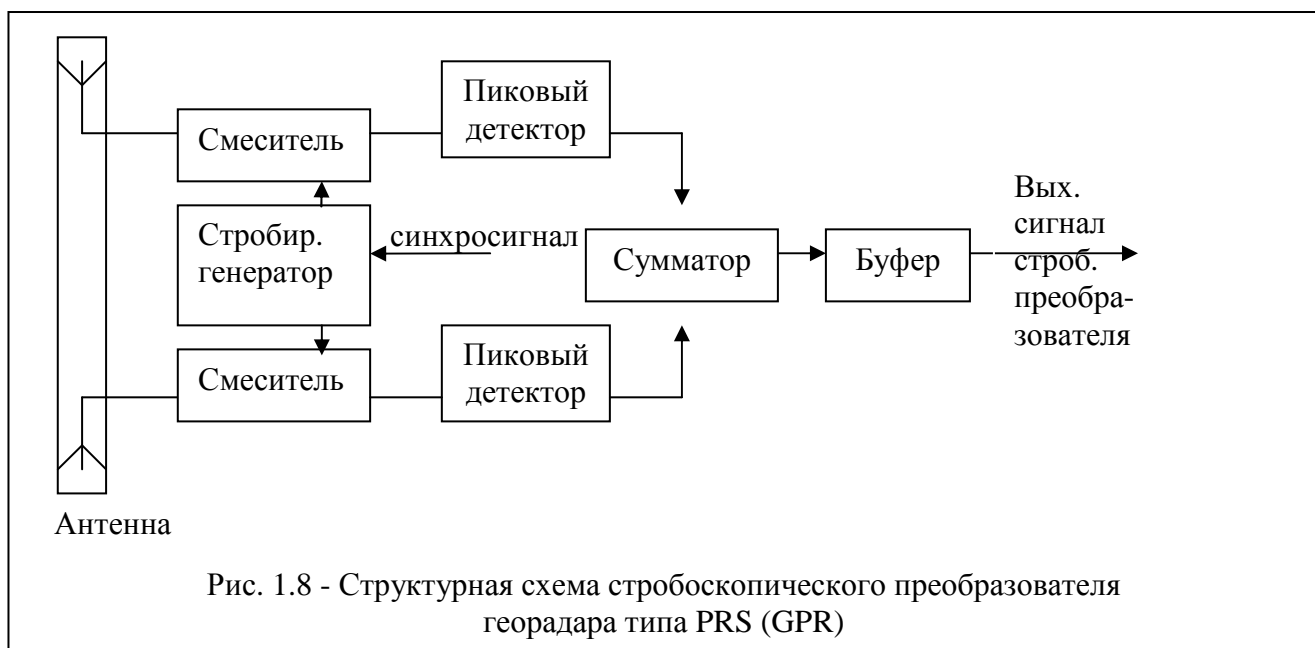 Смеситель
Пиковый
детектор
Стробир.
генератор
синхросигнал
Сумматор
Буфер
Вых.
сигнал
строб.
преобра-
зователя
Смеситель
Пиковый
детектор
Антенна
Рис. 1.8 - Структурная схема стробоскопического преобразователя
георадара типа PRS (GPR)